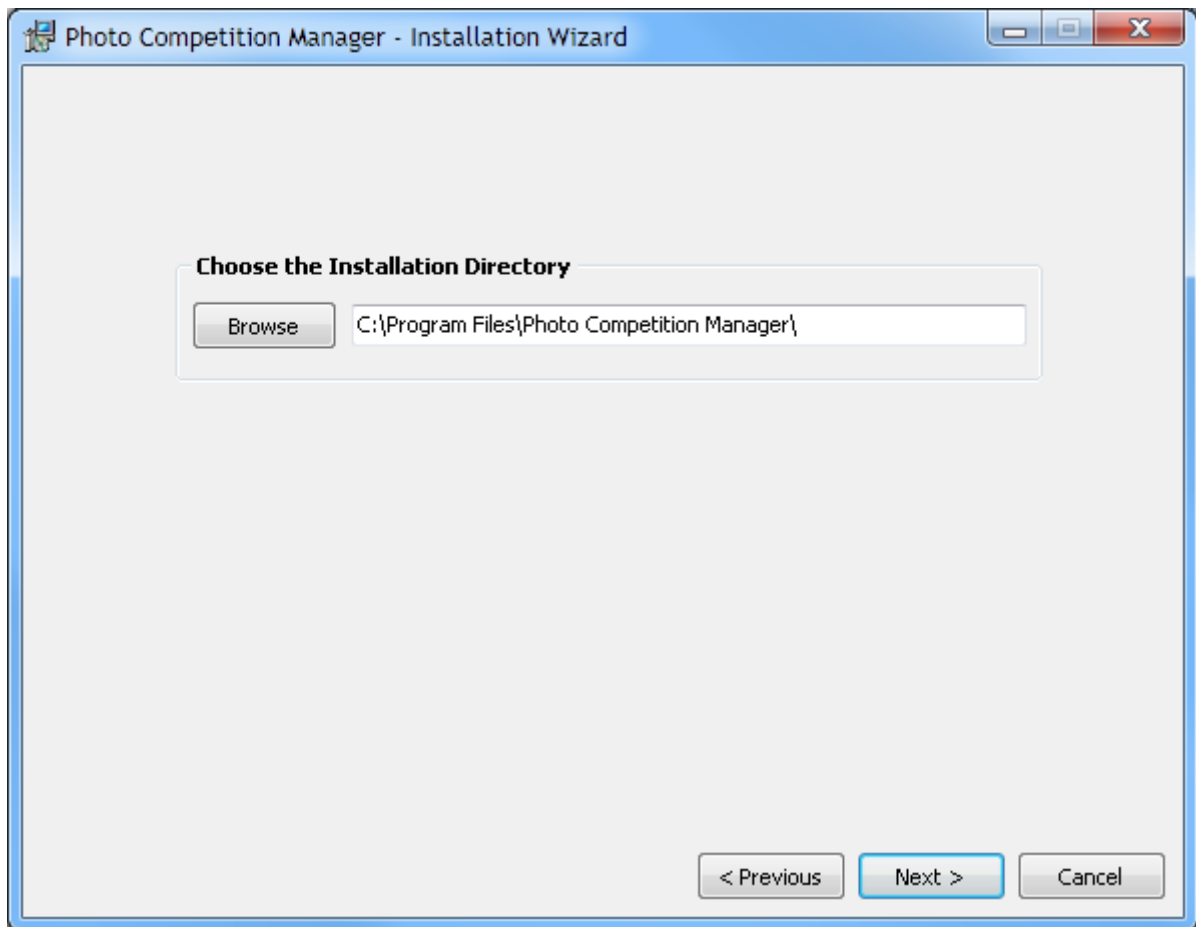 Photo Competition Manager - Installation Wizard
Choose the Installation Directory
Browse C:\Program Files\Photo Competition Manager\
< Previous Next > Cancel